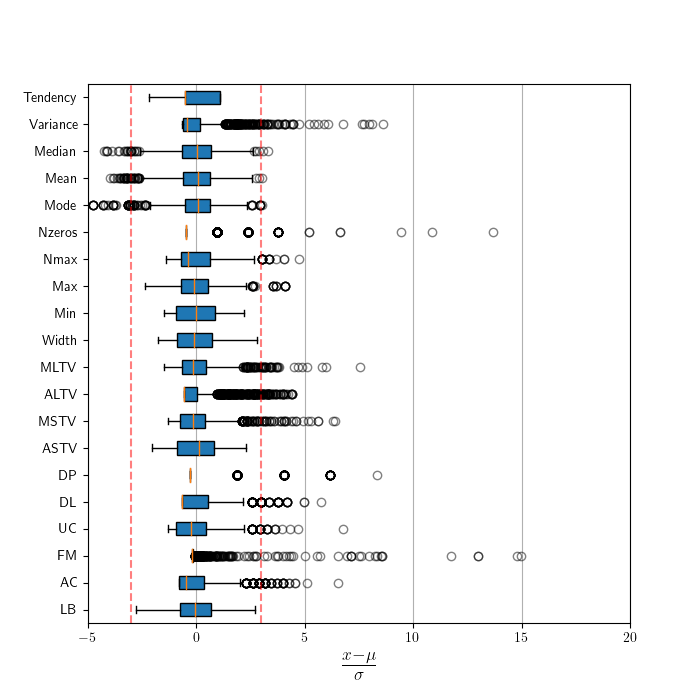 Tendency
Variance
Median
Mean
Mode
Nzeros
Nmax
Max
Min
Width
MLTV
ALTV
MSTV
ASTV
DP
DL
UC
FM
AC
LB
−5 0 5 10 15 20
x−μ
σ